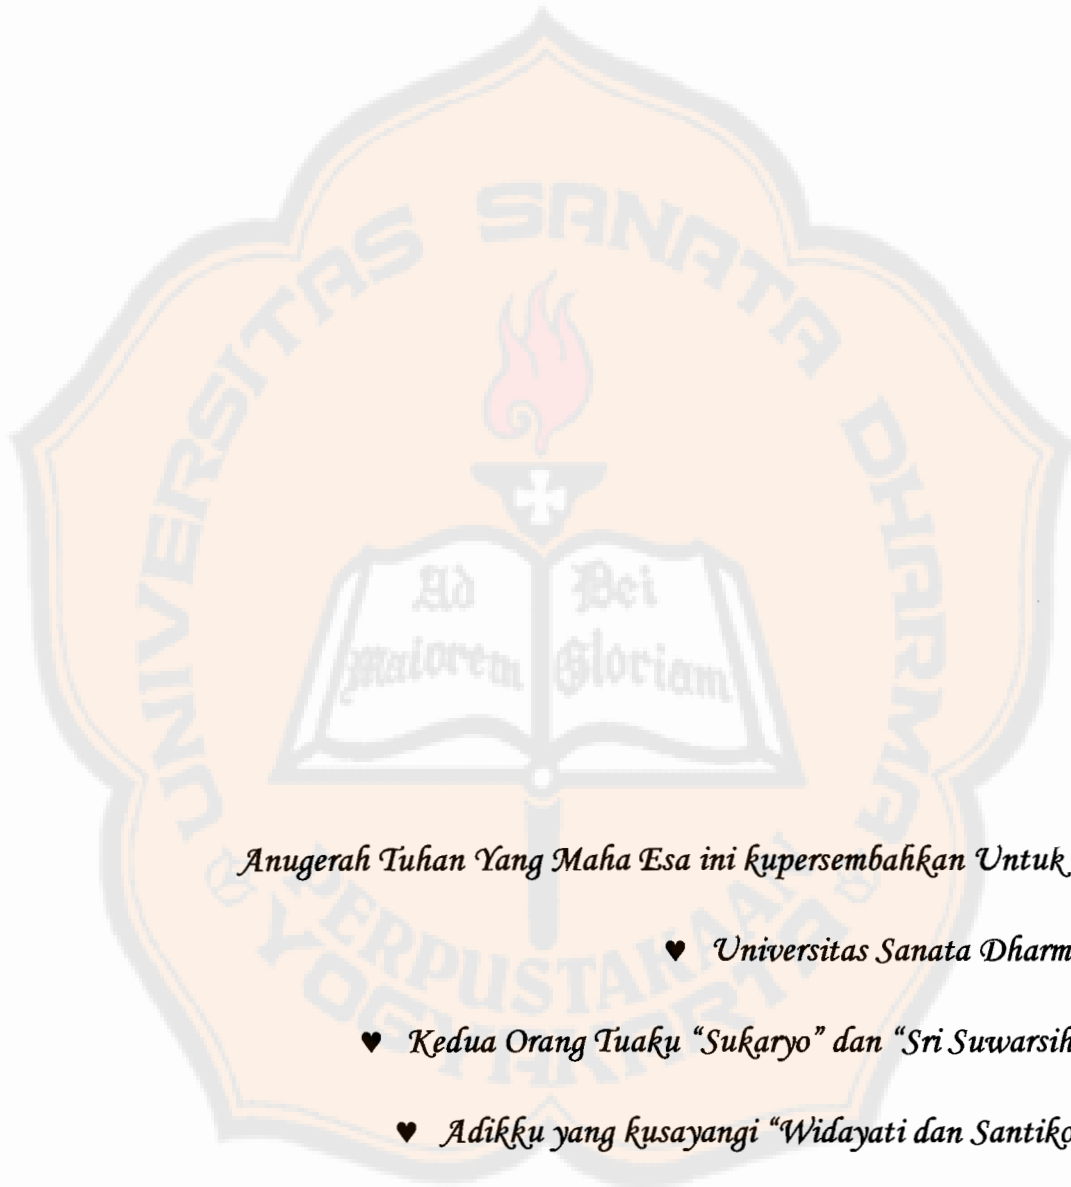 UNIVERSITAS SANATA DHARMA
Ad Dei
maiorem Gloriam
PERPUSTAKAAN
YOGYAKARTA
Anugerah Tuhan Yang Maha Esa ini kupersembahkan Untuk
♥ Universitas Sanata Dharm
♥ Kedua Orang Tuaku “Sukaryo” dan “Sri Suwarsih
♥ Adikku yang kusayangi “Widayati dan Santiko